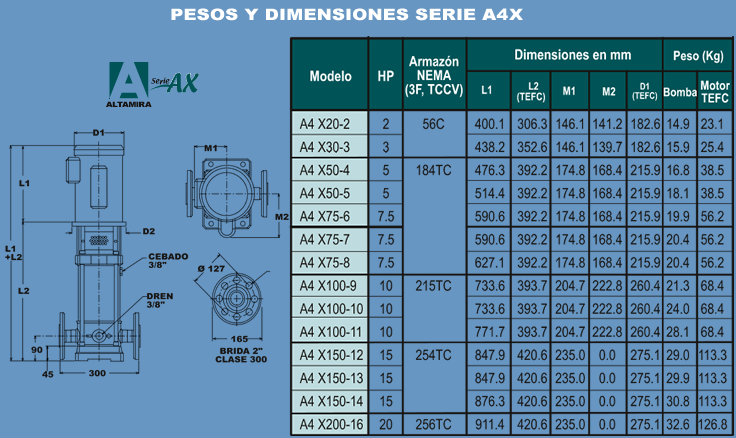 PESOS Y DIMENSIONES SERIE A4X
ALTAMIRA
Serie AX
D1
L1
L1
+L2
L2
D2
CEBADO
3/8"
DREN
3/8"
90
45
300
M1
M2
Ø 127
165
BRIDA 2"
CLASE 300
Modelo HP Armazón NEMA (3F, TCCV) Dimensiones en mm Peso (Kg)
L1 L2 (TEFC) M1 M2 D1 (TEFC) Bomba Motor TEFC
A4 X20-2 2 56C 400.1 306.3 146.1 141.2 182.6 14.9 23.1
A4 X30-3 3 438.2 352.6 146.1 139.7 182.6 15.9 25.4
A4 X50-4 5 184TC 476.3 392.2 174.8 168.4 215.9 16.8 38.5
A4 X50-5 5 514.4 392.2 174.8 168.4 215.9 18.1 38.5
A4 X75-6 7.5 590.6 392.2 174.8 168.4 215.9 19.9 56.2
A4 X75-7 7.5 590.6 392.2 174.8 168.4 215.9 20.4 56.2
A4 X75-8 7.5 627.1 392.2 174.8 168.4 215.9 20.4 56.2
A4 X100-9 10 215TC 733.6 393.7 204.7 222.8 260.4 21.3 68.4
A4 X100-10 10 733.6 393.7 204.7 222.8 260.4 24.0 68.4
A4 X100-11 10 771.7 393.7 204.7 222.8 260.4 28.1 68.4
A4 X150-12 15 254TC 847.9 420.6 235.0 0.0 275.1 29.0 113.3
A4 X150-13 15 847.9 420.6 235.0 0.0 275.1 29.9 113.3
A4 X150-14 15 876.3 420.6 235.0 0.0 275.1 30.8 113.3
A4 X200-16 20 256TC 911.4 420.6 235.0 0.0 275.1 32.6 126.8